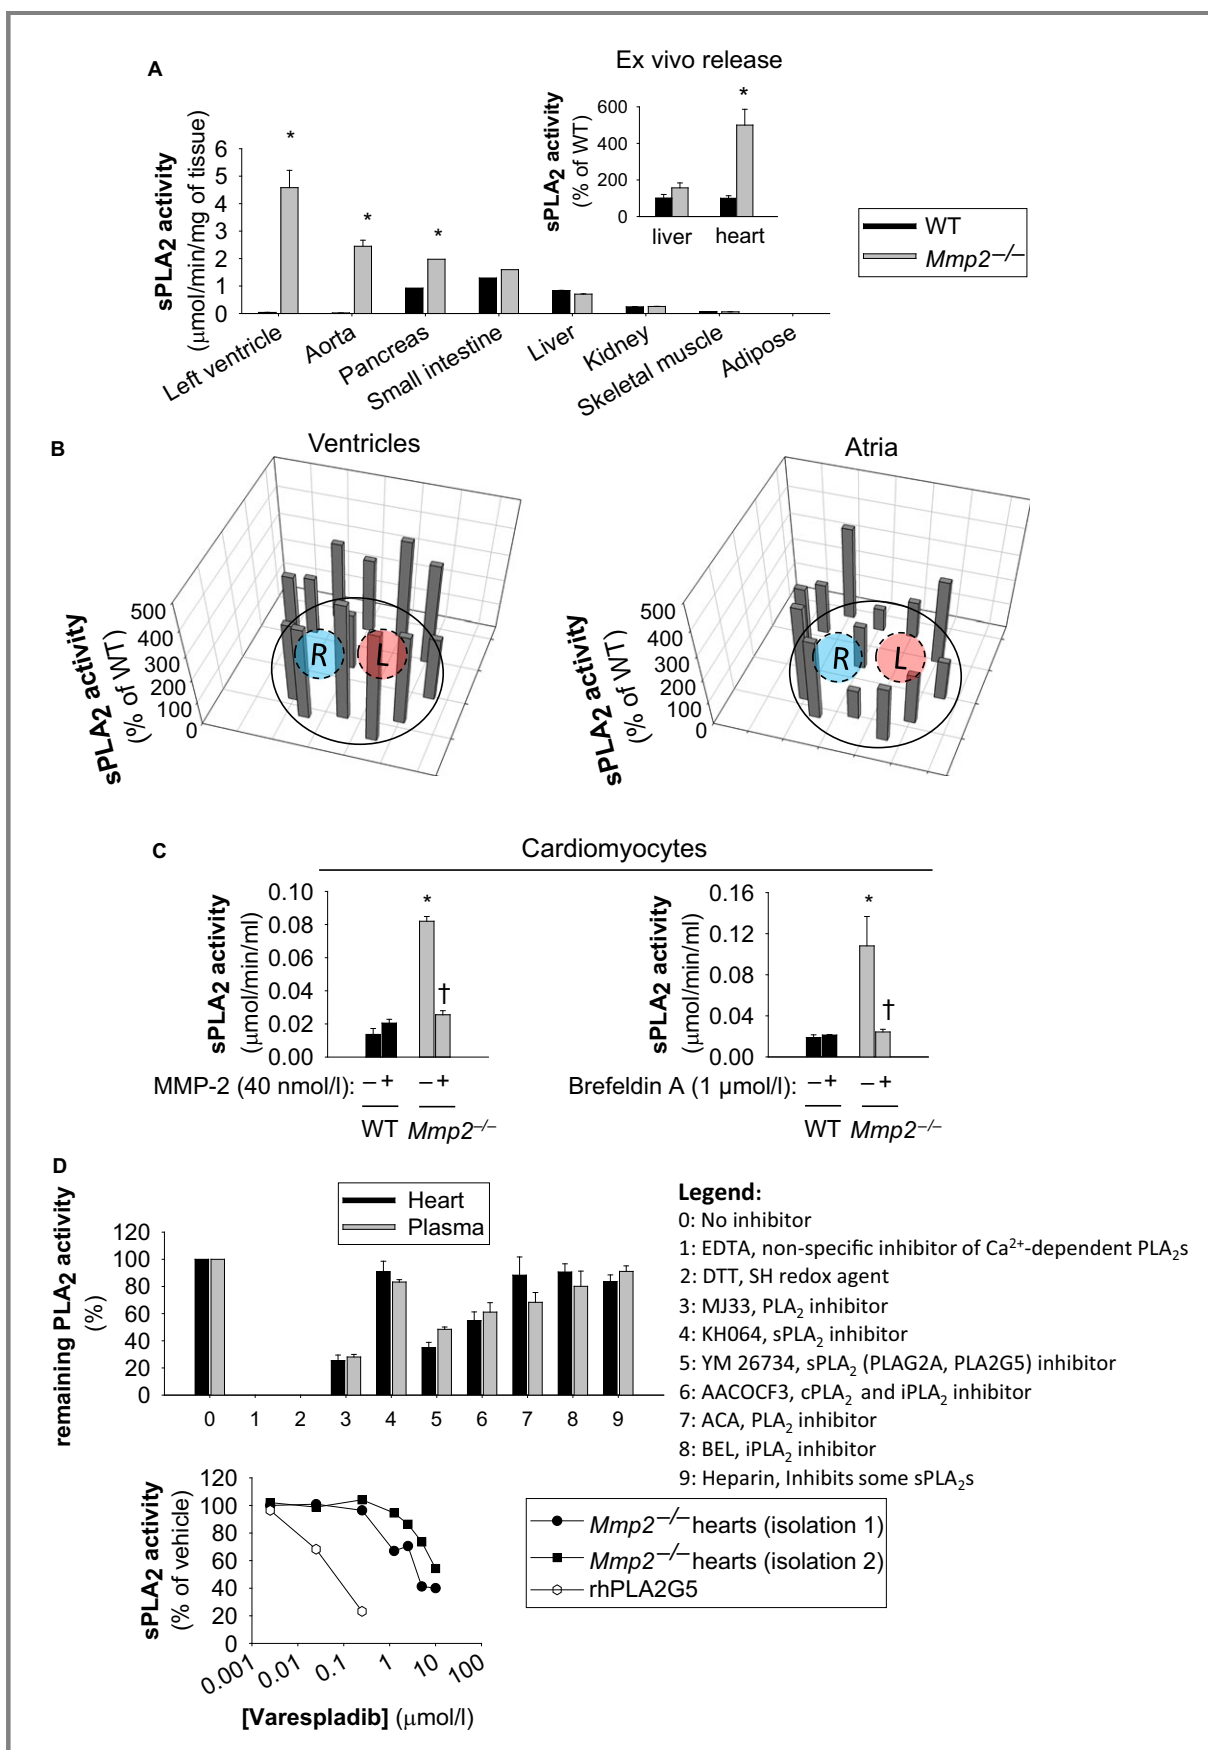 A
Ex vivo release
sPLA2 activity
(% of WT)
600
400
200
0
*
liver heart
sPLA2 activity
(μmol/min/mg of tissue)
6
5
4
3
2
1
0
* * *
Left ventricle
Aorta
Pancreas
Small intestine
Liver
Kidney
Skeletal muscle
Adipose
WT
Mmp2−/−
B
Ventricles
Atria
sPLA2 activity
(% of WT)
500
400
300
200
100
0
R L
sPLA2 activity
(% of WT)
500
400
300
200
100
0
R L
C
Cardiomyocytes
sPLA2 activity
(μmol/min/ml)
0.10
0.08
0.06
0.04
0.02
0.00
*
†
MMP-2 (40 nmol/l): − + − +
WT Mmp2−/−
sPLA2 activity
(μmol/min/ml)
0.16
0.12
0.08
0.04
0.00
*
†
Brefeldin A (1 μmol/l): − + − +
WT Mmp2−/−
D
remaining PLA2 activity
(%)
120
100
80
60
40
20
0
Heart
Plasma
0 1 2 3 4 5 6 7 8 9
Legend:
0: No inhibitor
1: EDTA, non-specific inhibitor of Ca2+-dependent PLA2s
2: DTT, SH redox agent
3: MJ33, PLA2 inhibitor
4: KH064, sPLA2 inhibitor
5: YM 26734, sPLA2 (PLAG2A, PLA2G5) inhibitor
6: AACOCF3, cPLA2 and iPLA2 inhibitor
7: ACA, PLA2 inhibitor
8: BEL, iPLA2 inhibitor
9: Heparin, Inhibits some sPLA2s
sPLA2 activity
(% of vehicle)
120
100
80
60
40
20
0
0.001 0.01 0.1 1 10 100
[Varespladib] (μmol/l)
Mmp2−/− hearts (isolation 1)
Mmp2−/− hearts (isolation 2)
rhPLA2G5